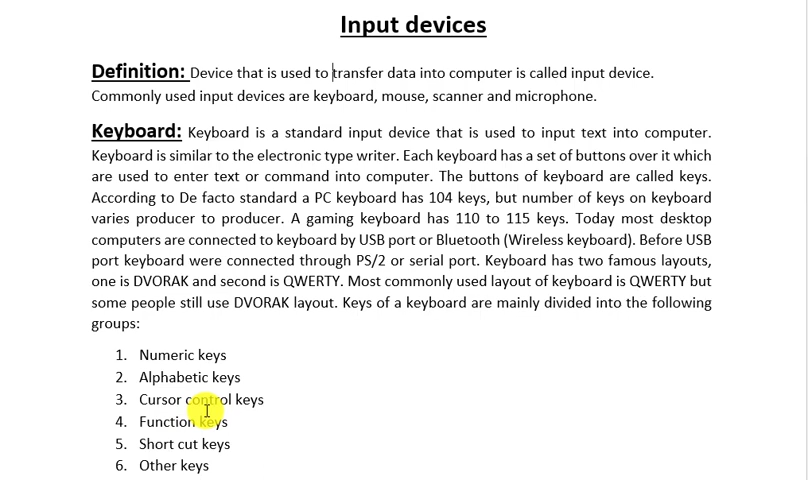 Input devices
Definition: Device that is used to transfer data into computer is called input device.
Commonly used input devices are keyboard, mouse, scanner and microphone.
Keyboard: Keyboard is a standard input device that is used to input text into computer.
Keyboard is similar to the electronic type writer. Each keyboard has a set of buttons over it which
are used to enter text or command into computer. The buttons of keyboard are called keys.
According to De facto standard a PC keyboard has 104 keys, but number of keys on keyboard
varies producer to producer. A gaming keyboard has 110 to 115 keys. Today most desktop
computers are connected to keyboard by USB port or Bluetooth (Wireless keyboard). Before USB
port keyboard were connected through PS/2 or serial port. Keyboard has two famous layouts,
one is DVORAK and second is QWERTY. Most commonly used layout of keyboard is QWERTY but
some people still use DVORAK layout. Keys of a keyboard are mainly divided into the following
groups:
1. Numeric keys
2. Alphabetic keys
3. Cursor control keys
4. Function keys
5. Short cut keys
6. Other keys